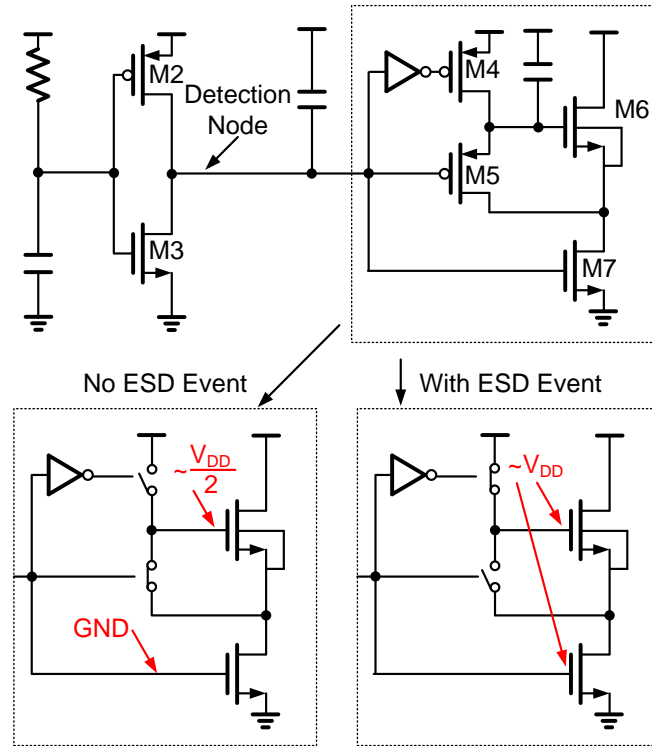 M2
M4
M6
Detection
Node
M5
M3
M7
No ESD Event
With ESD Event
~VDD/2
~VDD
GND